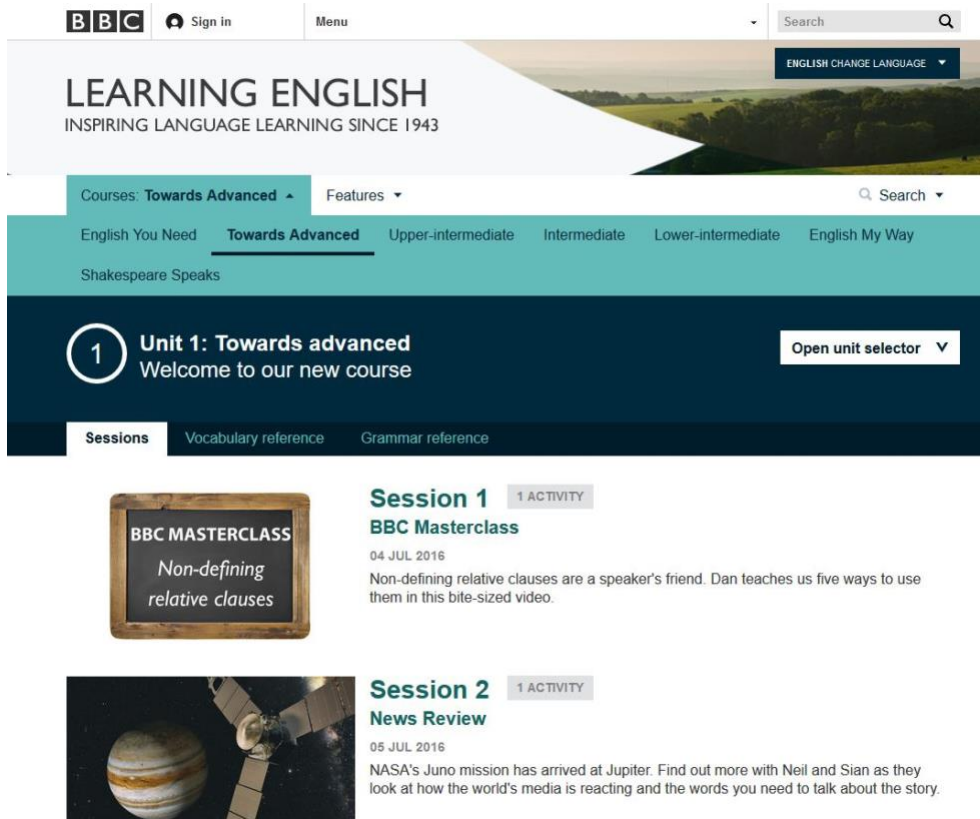 BBC Sign in Menu Search
ENGLISH CHANGE LANGUAGE
LEARNING ENGLISH
INSPIRING LANGUAGE LEARNING SINCE 1943
Courses: Towards Advanced Features Search
English You Need Towards Advanced Upper-intermediate Intermediate Lower-intermediate English My Way
Shakespeare Speaks
1 Unit 1: Towards advanced
Welcome to our new course
Open unit selector
Sessions Vocabulary reference Grammar reference
BBC MASTERCLASS
Non-defining
relative clauses
Session 1 1 ACTIVITY
BBC Masterclass
04 JUL 2016
Non-defining relative clauses are a speaker's friend. Dan teaches us five ways to use
them in this bite-sized video.
Session 2 1 ACTIVITY
News Review
05 JUL 2016
NASA's Juno mission has arrived at Jupiter. Find out more with Neil and Sian as they
look at how the world's media is reacting and the words you need to talk about the story.